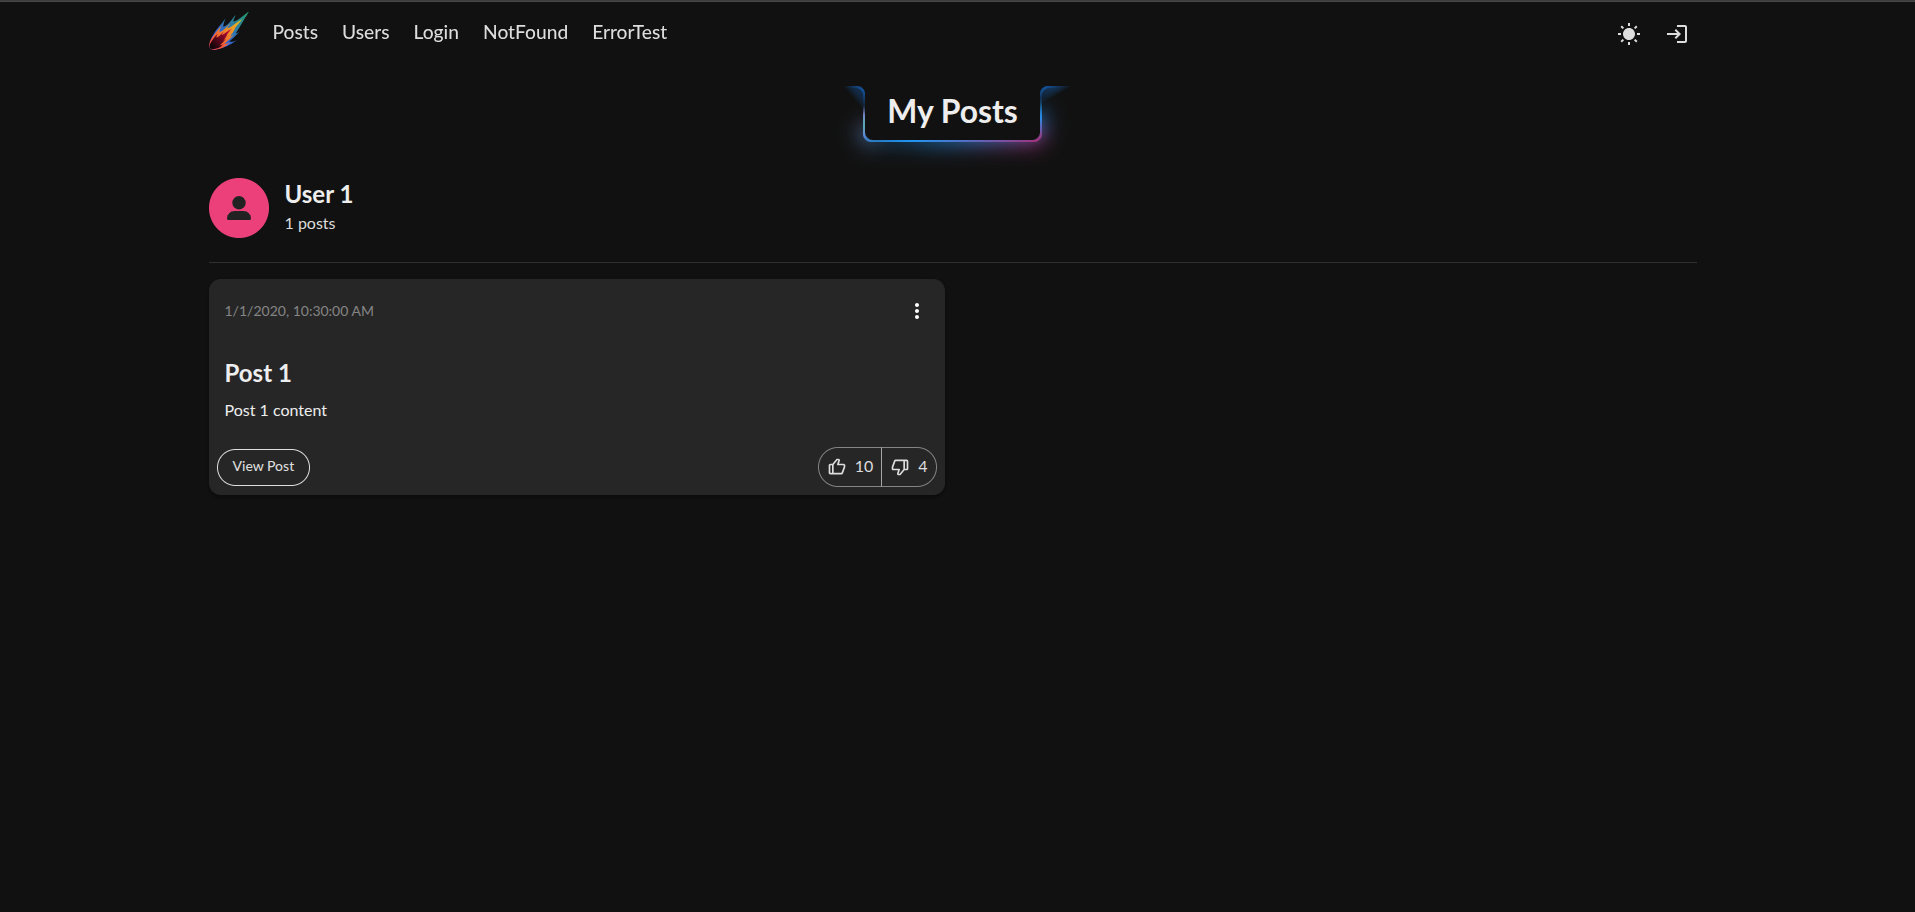 Posts Users Login NotFound ErrorTest
My Posts
User 1
1 posts
1/1/2020, 10:30:00 AM
Post 1
Post 1 content
View Post 10 4